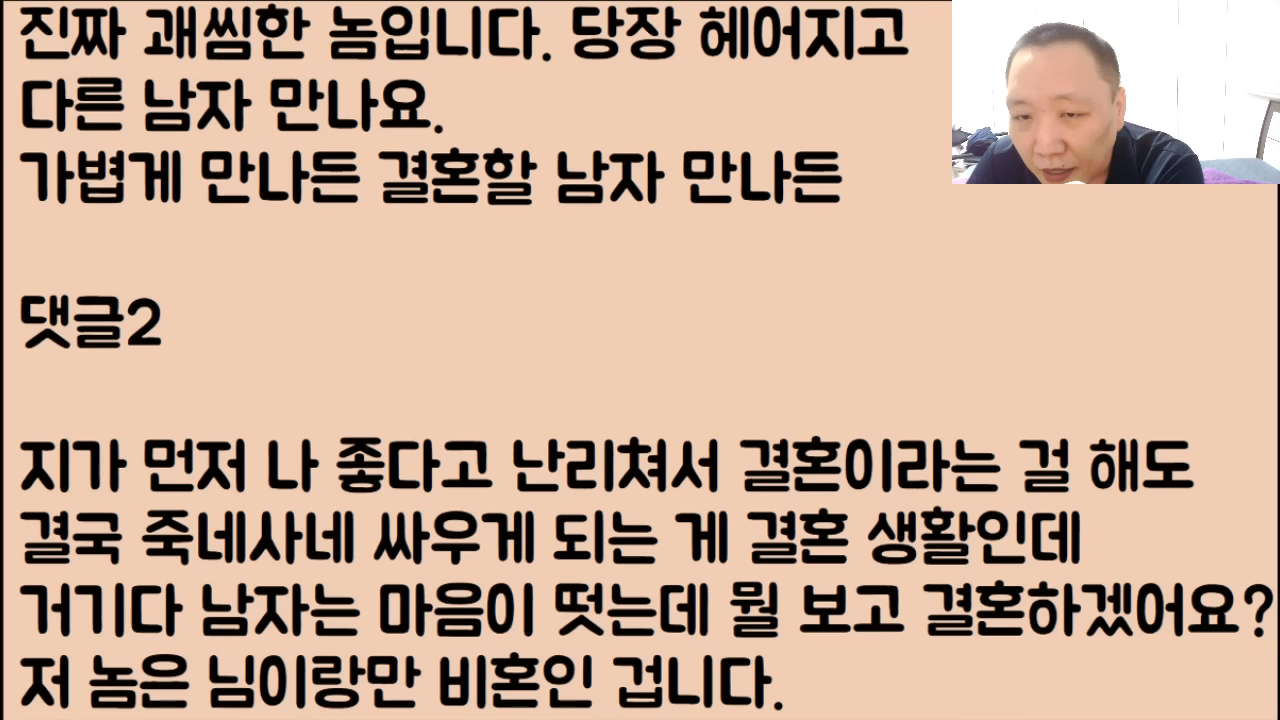 진짜 괘씸한 놈입니다. 당장 헤어지고
다른 남자 만나요.
가볍게 만나든 결혼할 남자 만나든
댓글2
지가 먼저 나 좋다고 난리쳐서 결혼이라는 걸 해도
결국 죽네사네 싸우게 되는 게 결혼 생활인데
거기다 남자는 마음이 떳는데 뭘 보고 결혼하겠어요?
저 놈은 님이랑만 비혼인 겁니다.